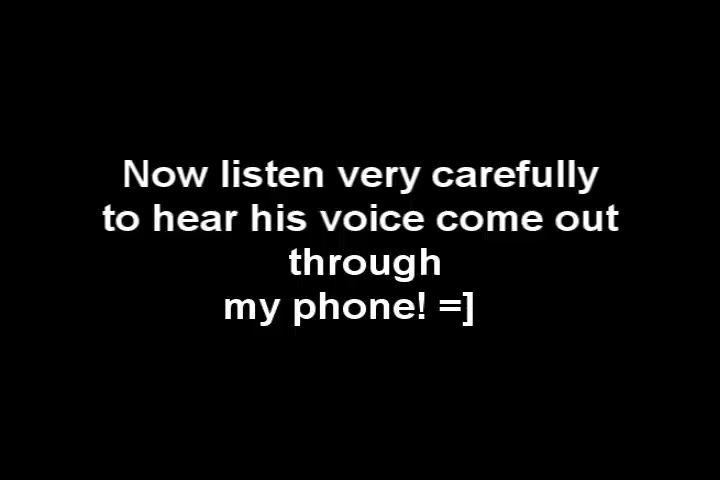 Now listen very carefully
to hear his voice come out
through
my phone! =]